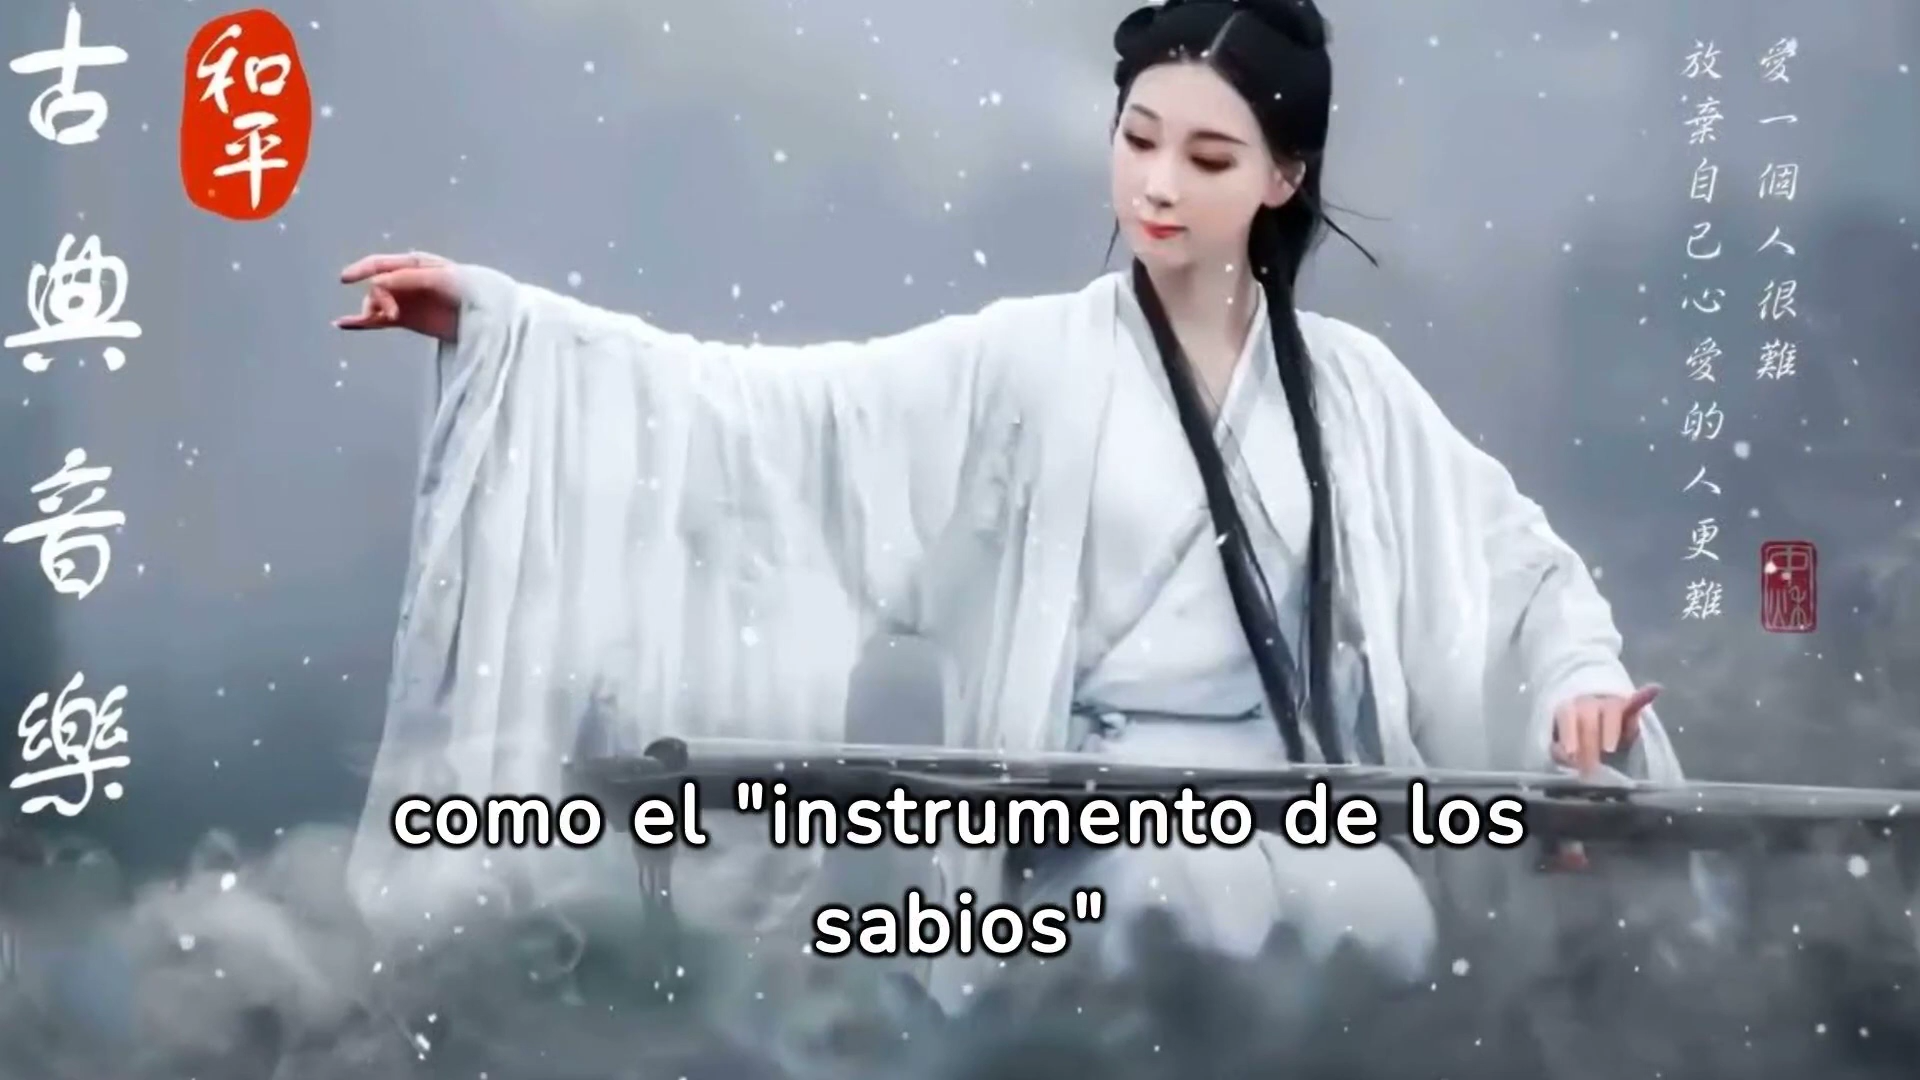 古典音樂
和平
愛一個人很難
放棄自己心愛的人更難
como el "instrumento de los
sabios"